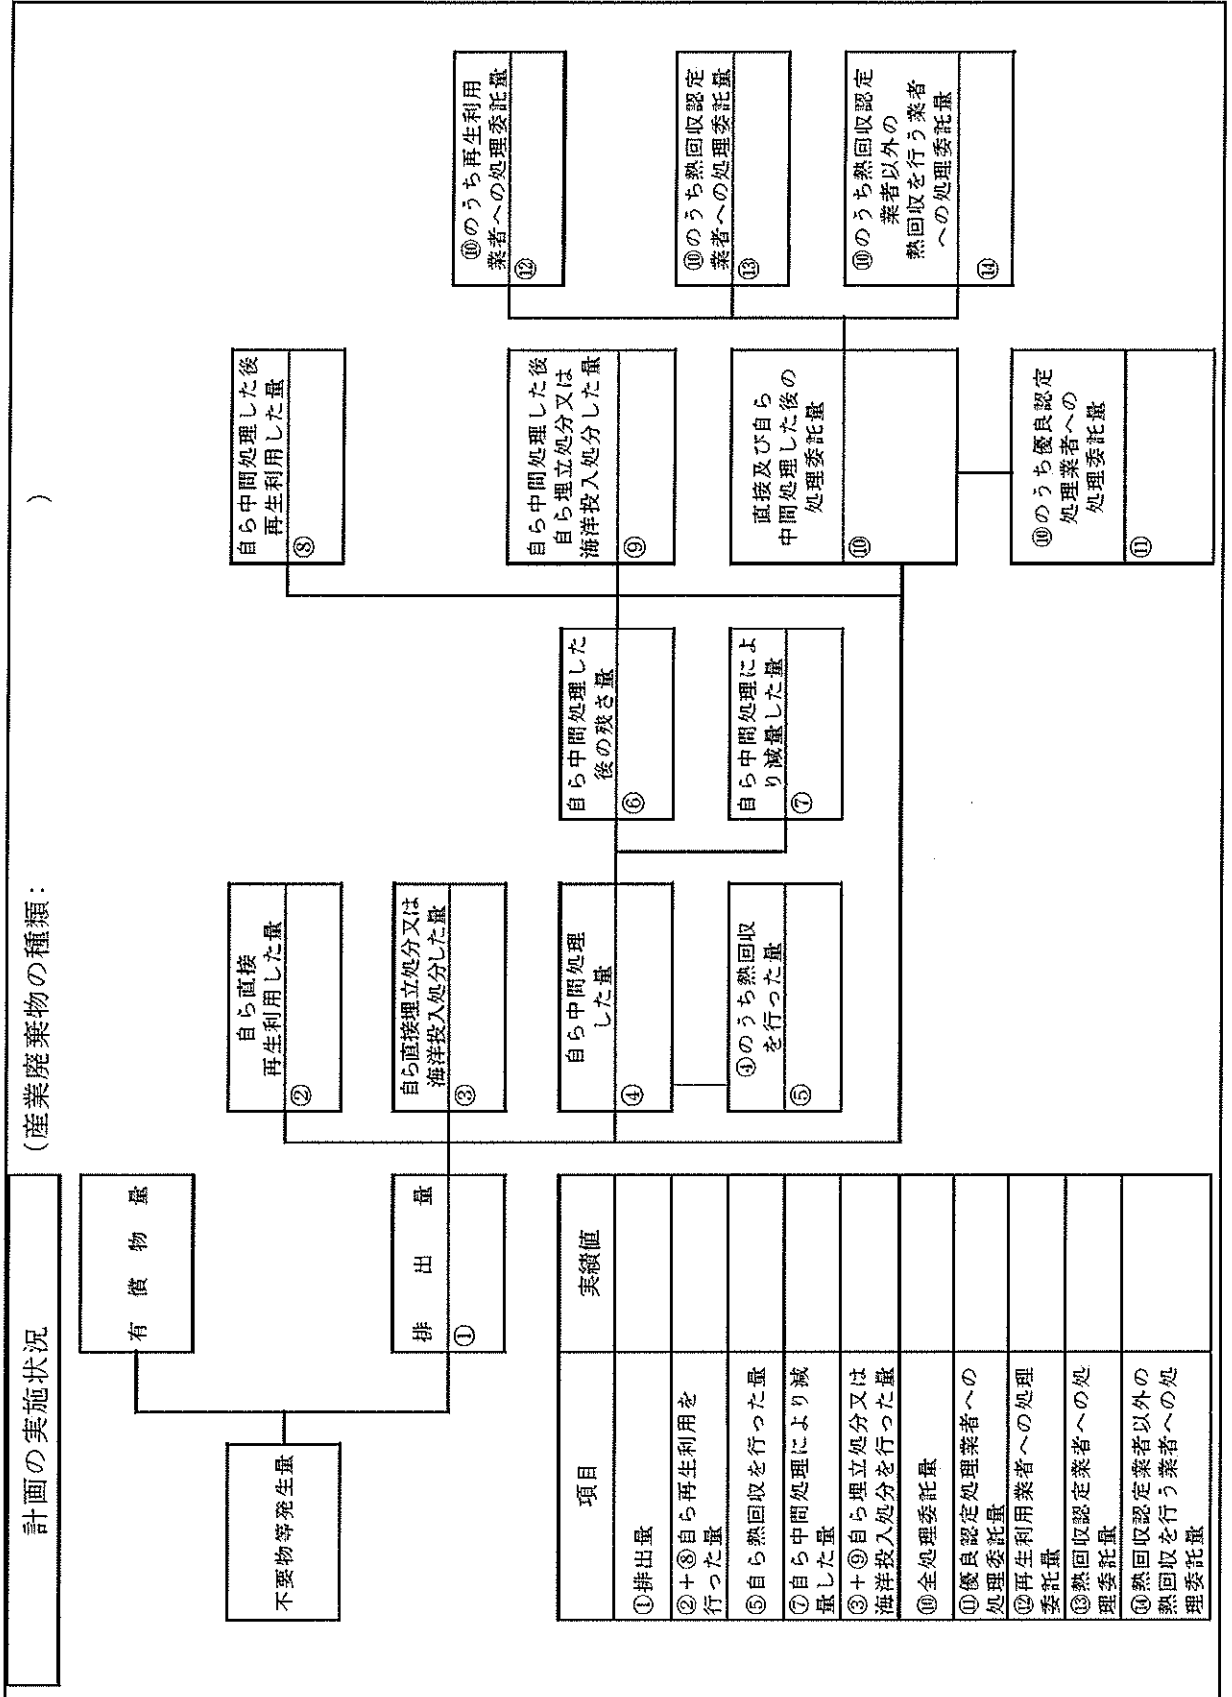 計画の実施状況
(産業廃棄物の種類:
)
不要物等発生量
有償物量
排出量
①
自ら直接
再生利用した量
②
自ら直接埋立処分又は
海洋投入処分した量
③
自ら中間処理
した量
④
④のうち熱回収
を行った量
⑤
自ら中間処理した
後の残さ量
⑥
自ら中間処理によ
り減量した量
⑦
自ら中間処理した後
再生利用した量
⑧
自ら中間処理した後
自ら埋立処分又は
海洋投入処分した量
⑨
直接及び自ら
中間処理した後の
処理委託量
⑩
⑩のうち優良認定
処理業者への
処理委託量
⑪
⑩のうち再生利用
業者への処理委託量
⑫
⑩のうち熱回収認定
業者への処理委託量
⑬
⑩のうち熱回収認定
業者以外の
熱回収を行う業者
への処理委託量
⑭
項目
実績値
①排出量
②+⑧自ら再生利用を
行った量
⑤自ら熱回収を行った量
⑦自ら中間処理により減
量した量
③+⑨自ら埋立処分又は
海洋投入処分を行った量
⑩全処理委託量
⑪優良認定処理業者への
処理委託量
⑫再生利用業者への処理
委託量
⑬熱回収認定業者への処
理委託量
⑭熱回収認定業者以外の
熱回収を行う業者への処
理委託量